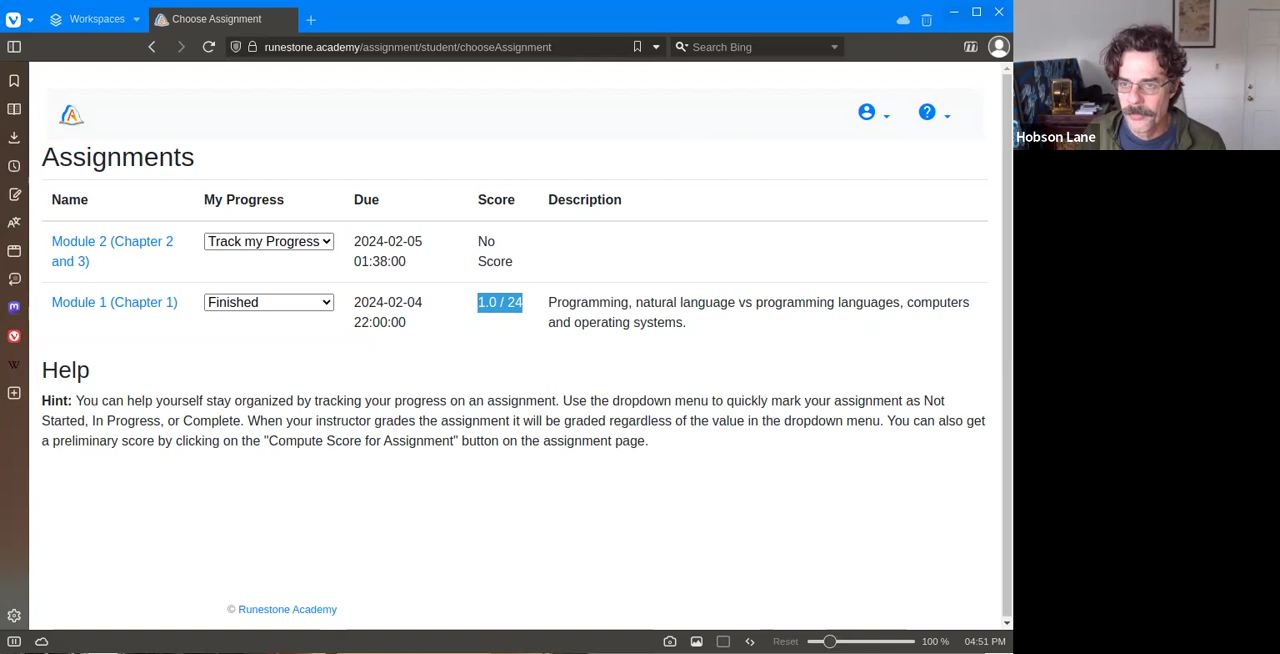 Workspaces
Choose Assignment
runestone.academy/assignment/student/chooseAssignment
Search Bing
Hobson Lane
Assignments
Name My Progress Due Score Description
Module 2 (Chapter 2 and 3)
Track my Progress
2024-02-05 01:38:00
No Score
Module 1 (Chapter 1)
Finished
2024-02-04 22:00:00
1.0 / 24
Programming, natural language vs programming languages, computers
and operating systems.
Help
Hint: You can help yourself stay organized by tracking your progress on an assignment. Use the dropdown menu to quickly mark your assignment as Not
Started, In Progress, or Complete. When your instructor grades the assignment it will be graded regardless of the value in the dropdown menu. You can also get
a preliminary score by clicking on the "Compute Score for Assignment" button on the assignment page.
© Runestone Academy
Reset 100 % 04:51 PM